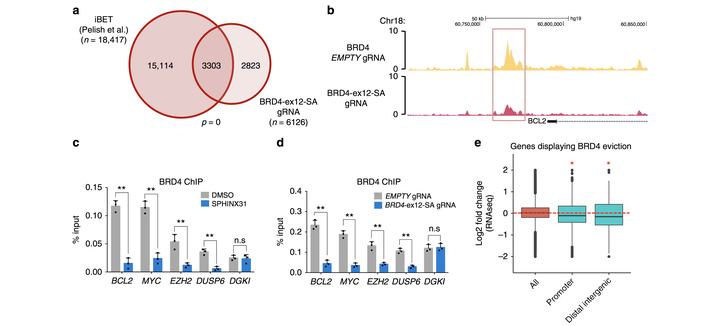 a
iBET
(Pelish et al.)
(n = 18,417)
15,114
3303
2823
BRD4-ex12-SA
gRNA
(n = 6126)
p = 0
b
Chr18:
50 kb
hg19
60,750,000
60,800,000
60,850,000
10
BRD4
EMPTY gRNA
0
10
BRD4-ex12-SA
gRNA
0
BCL2
c
BRD4 ChIP
DMSO
SPHINX31
% input
0.15
0.10
0.05
0.00
**
**
**
**
n.s
BCL2 MYC EZH2 DUSP6 DGKI
d
BRD4 ChIP
EMPTY gRNA
BRD4-ex12-SA gRNA
% input
0.4
0.3
0.2
0.1
0.0
**
**
**
**
n.s
BCL2 MYC EZH2 DUSP6 DGKI
e
Genes displaying BRD4 eviction
Log2 fold change
(RNAseq)
2
1
0
−1
−2
*
*
All
Promoter
Distal intergenic